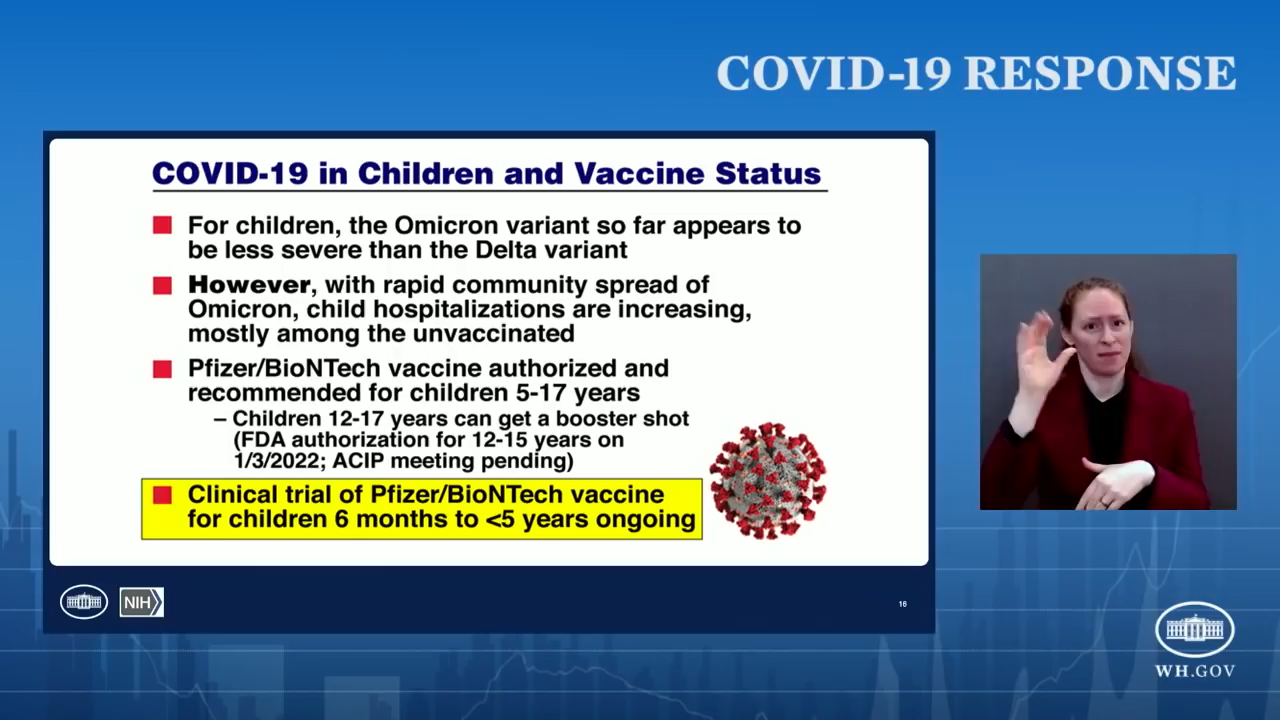 COVID-19 RESPONSE
COVID-19 in Children and Vaccine Status
For children, the Omicron variant so far appears to
be less severe than the Delta variant
However, with rapid community spread of
Omicron, child hospitalizations are increasing,
mostly among the unvaccinated
Pfizer/BioNTech vaccine authorized and
recommended for children 5-17 years
– Children 12-17 years can get a booster shot
(FDA authorization for 12-15 years on
1/3/2022; ACIP meeting pending)
Clinical trial of Pfizer/BioNTech vaccine
for children 6 months to <5 years ongoing
NIH
16
WH.GOV